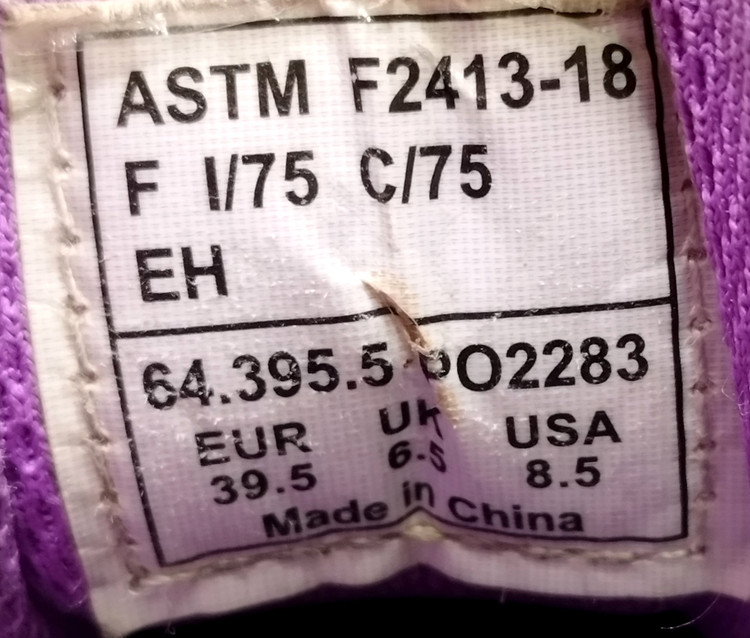 ASTM F2413-18
F I/75 C/75
EH
64.395.5 PO2283
EUR UK USA
39.5 6.5 8.5
Made in China